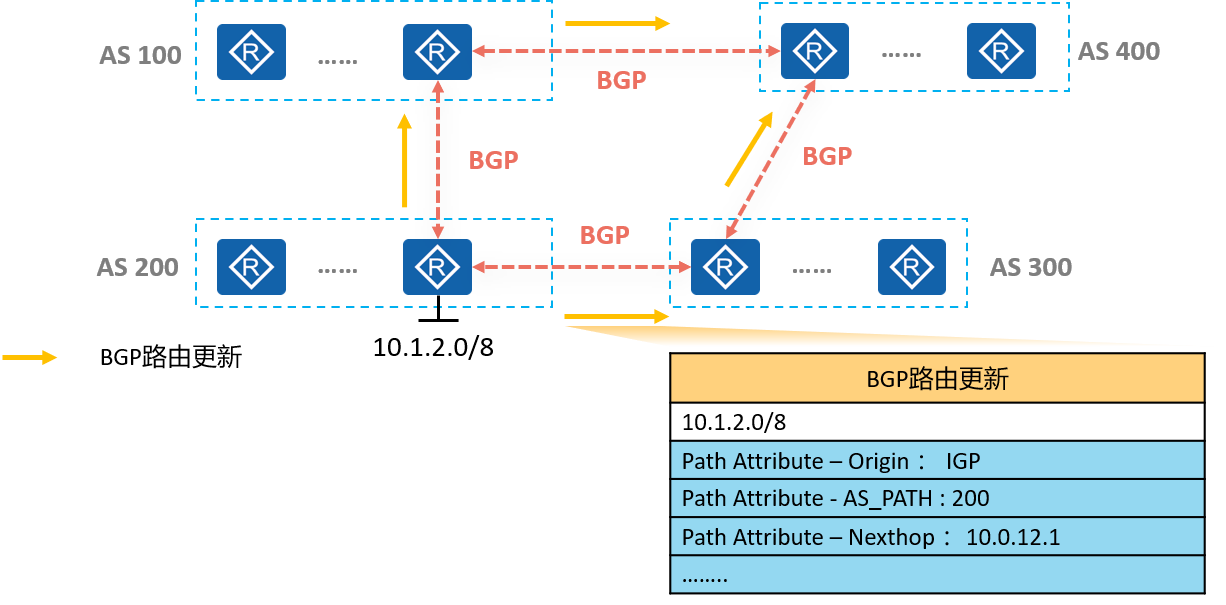 AS 100
R
……
R
BGP
R
……
R
AS 400
BGP
BGP
AS 200
R
……
R
BGP
R
……
R
AS 300
10.1.2.0/8
BGP路由更新
BGP路由更新
10.1.2.0/8
Path Attribute – Origin： IGP
Path Attribute - AS_PATH : 200
Path Attribute – Nexthop： 10.0.12.1
……..